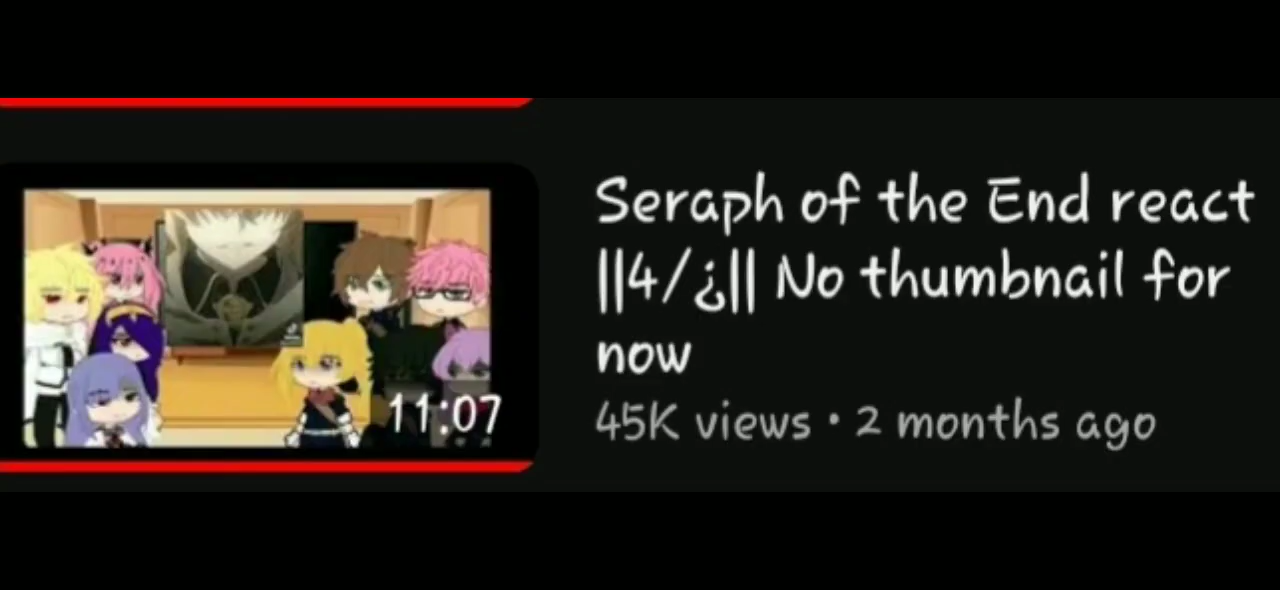 Seraph of the End react
||4/¿|| No thumbnail for
now
45K views • 2 months ago
11:07